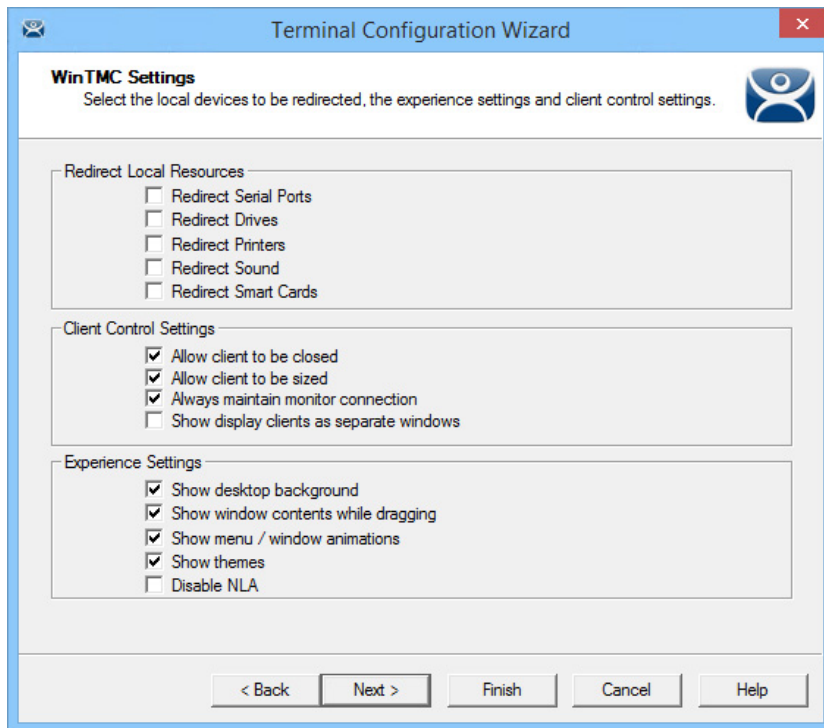 Terminal Configuration Wizard
WinTMC Settings
Select the local devices to be redirected, the experience settings and client control settings.
Redirect Local Resources
Redirect Serial Ports
Redirect Drives
Redirect Printers
Redirect Sound
Redirect Smart Cards
Client Control Settings
Allow client to be closed
Allow client to be sized
Always maintain monitor connection
Show display clients as separate windows
Experience Settings
Show desktop background
Show window contents while dragging
Show menu / window animations
Show themes
Disable NLA
< Back Next > Finish Cancel Help